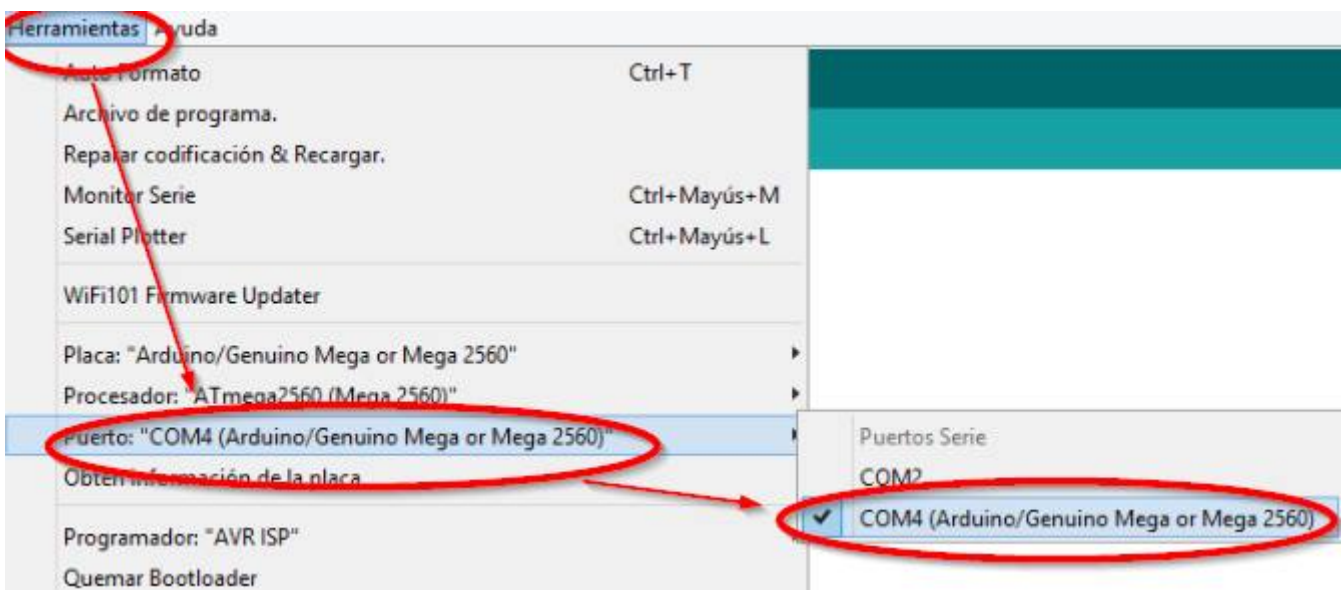 Herramientas Ayuda
Auto Formato Ctrl+T
Archivo de programa.
Reparar codificación & Recargar.
Monitor Serie Ctrl+Mayús+M
Serial Plotter Ctrl+Mayús+L
WiFi101 Firmware Updater
Placa: "Arduino/Genuino Mega or Mega 2560"
Procesador: "ATmega2560 (Mega 2560)"
Puerto: "COM4 (Arduino/Genuino Mega or Mega 2560)"
Obtén información de la placa
Programador: "AVR ISP"
Quemar Bootloader
Puertos Serie
COM2
COM4 (Arduino/Genuino Mega or Mega 2560)